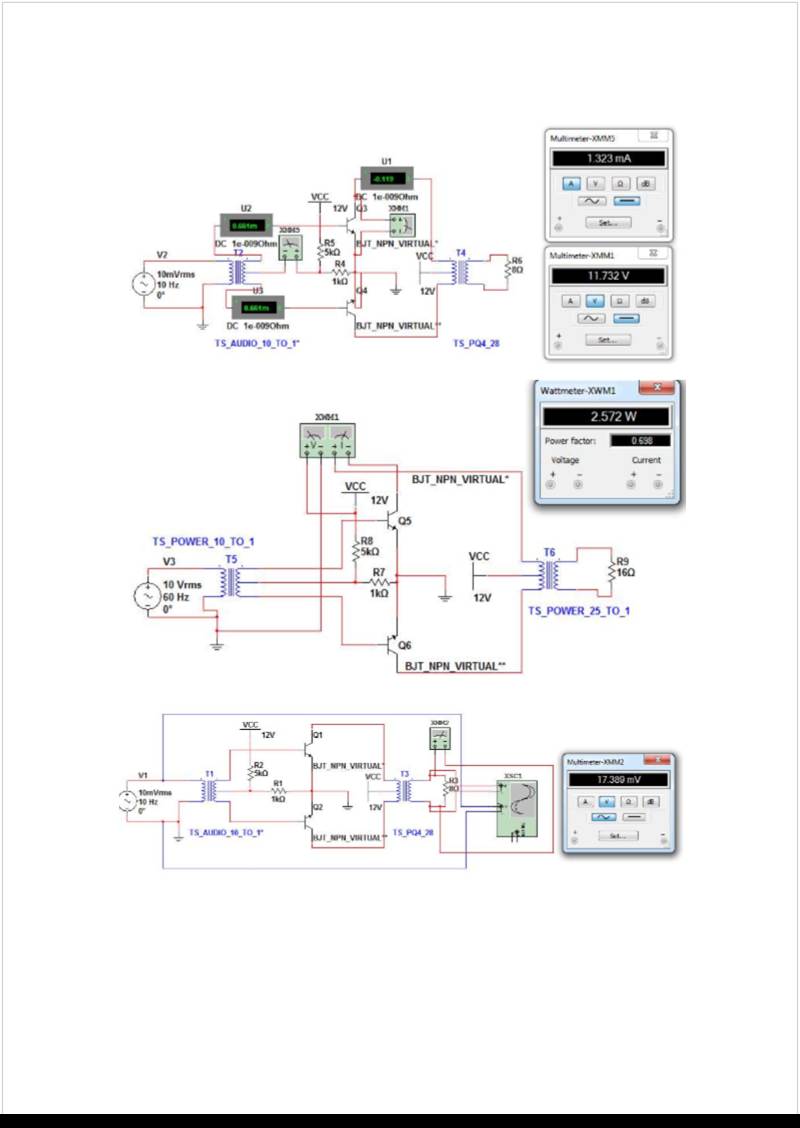 Multimeter-XMM5
1.323 mA
A V Ω dB
Set...
+ -
Multimeter-XMM1
11.732 V
A V Ω dB
Set...
+ -
U1
-0.119
DC 1e-009Ohm
VCC
12V
Q3
XMM1
BJT_NPN_VIRTUAL*
U2
0.661m
DC 1e-009Ohm
XMM5
R5
5kΩ
R4
1kΩ
V2
10mVrms
10 Hz
0°
T2
U3
0.661m
DC 1e-009Ohm
TS_AUDIO_10_TO_1*
Q4
BJT_NPN_VIRTUAL**
VCC
12V
T4
R6
8Ω
TS_PQ4_28
Wattmeter-XWM1
2.572 W
Power factor: 0.698
Voltage Current
+ - + -
XWM1
V I
VCC
12V
BJT_NPN_VIRTUAL*
Q5
TS_POWER_10_TO_1
R8
5kΩ
V3
T5
R7
1kΩ
10 Vrms
60 Hz
0°
VCC
12V
T6
R9
16Ω
TS_POWER_25_TO_1
Q6
BJT_NPN_VIRTUAL**
VCC
12V
Q1
XMM2
V1
10mVrms
10 Hz
0°
T1
R2
5kΩ
R1
1kΩ
BJT_NPN_VIRTUAL*
VCC
12V
T3
R3
8Ω
XSC1
Q2
TS_AUDIO_10_TO_1*
TS_PQ4_28
BJT_NPN_VIRTUAL**
Multimeter-XMM2
17.389 mV
A V Ω dB
Set...
+ -